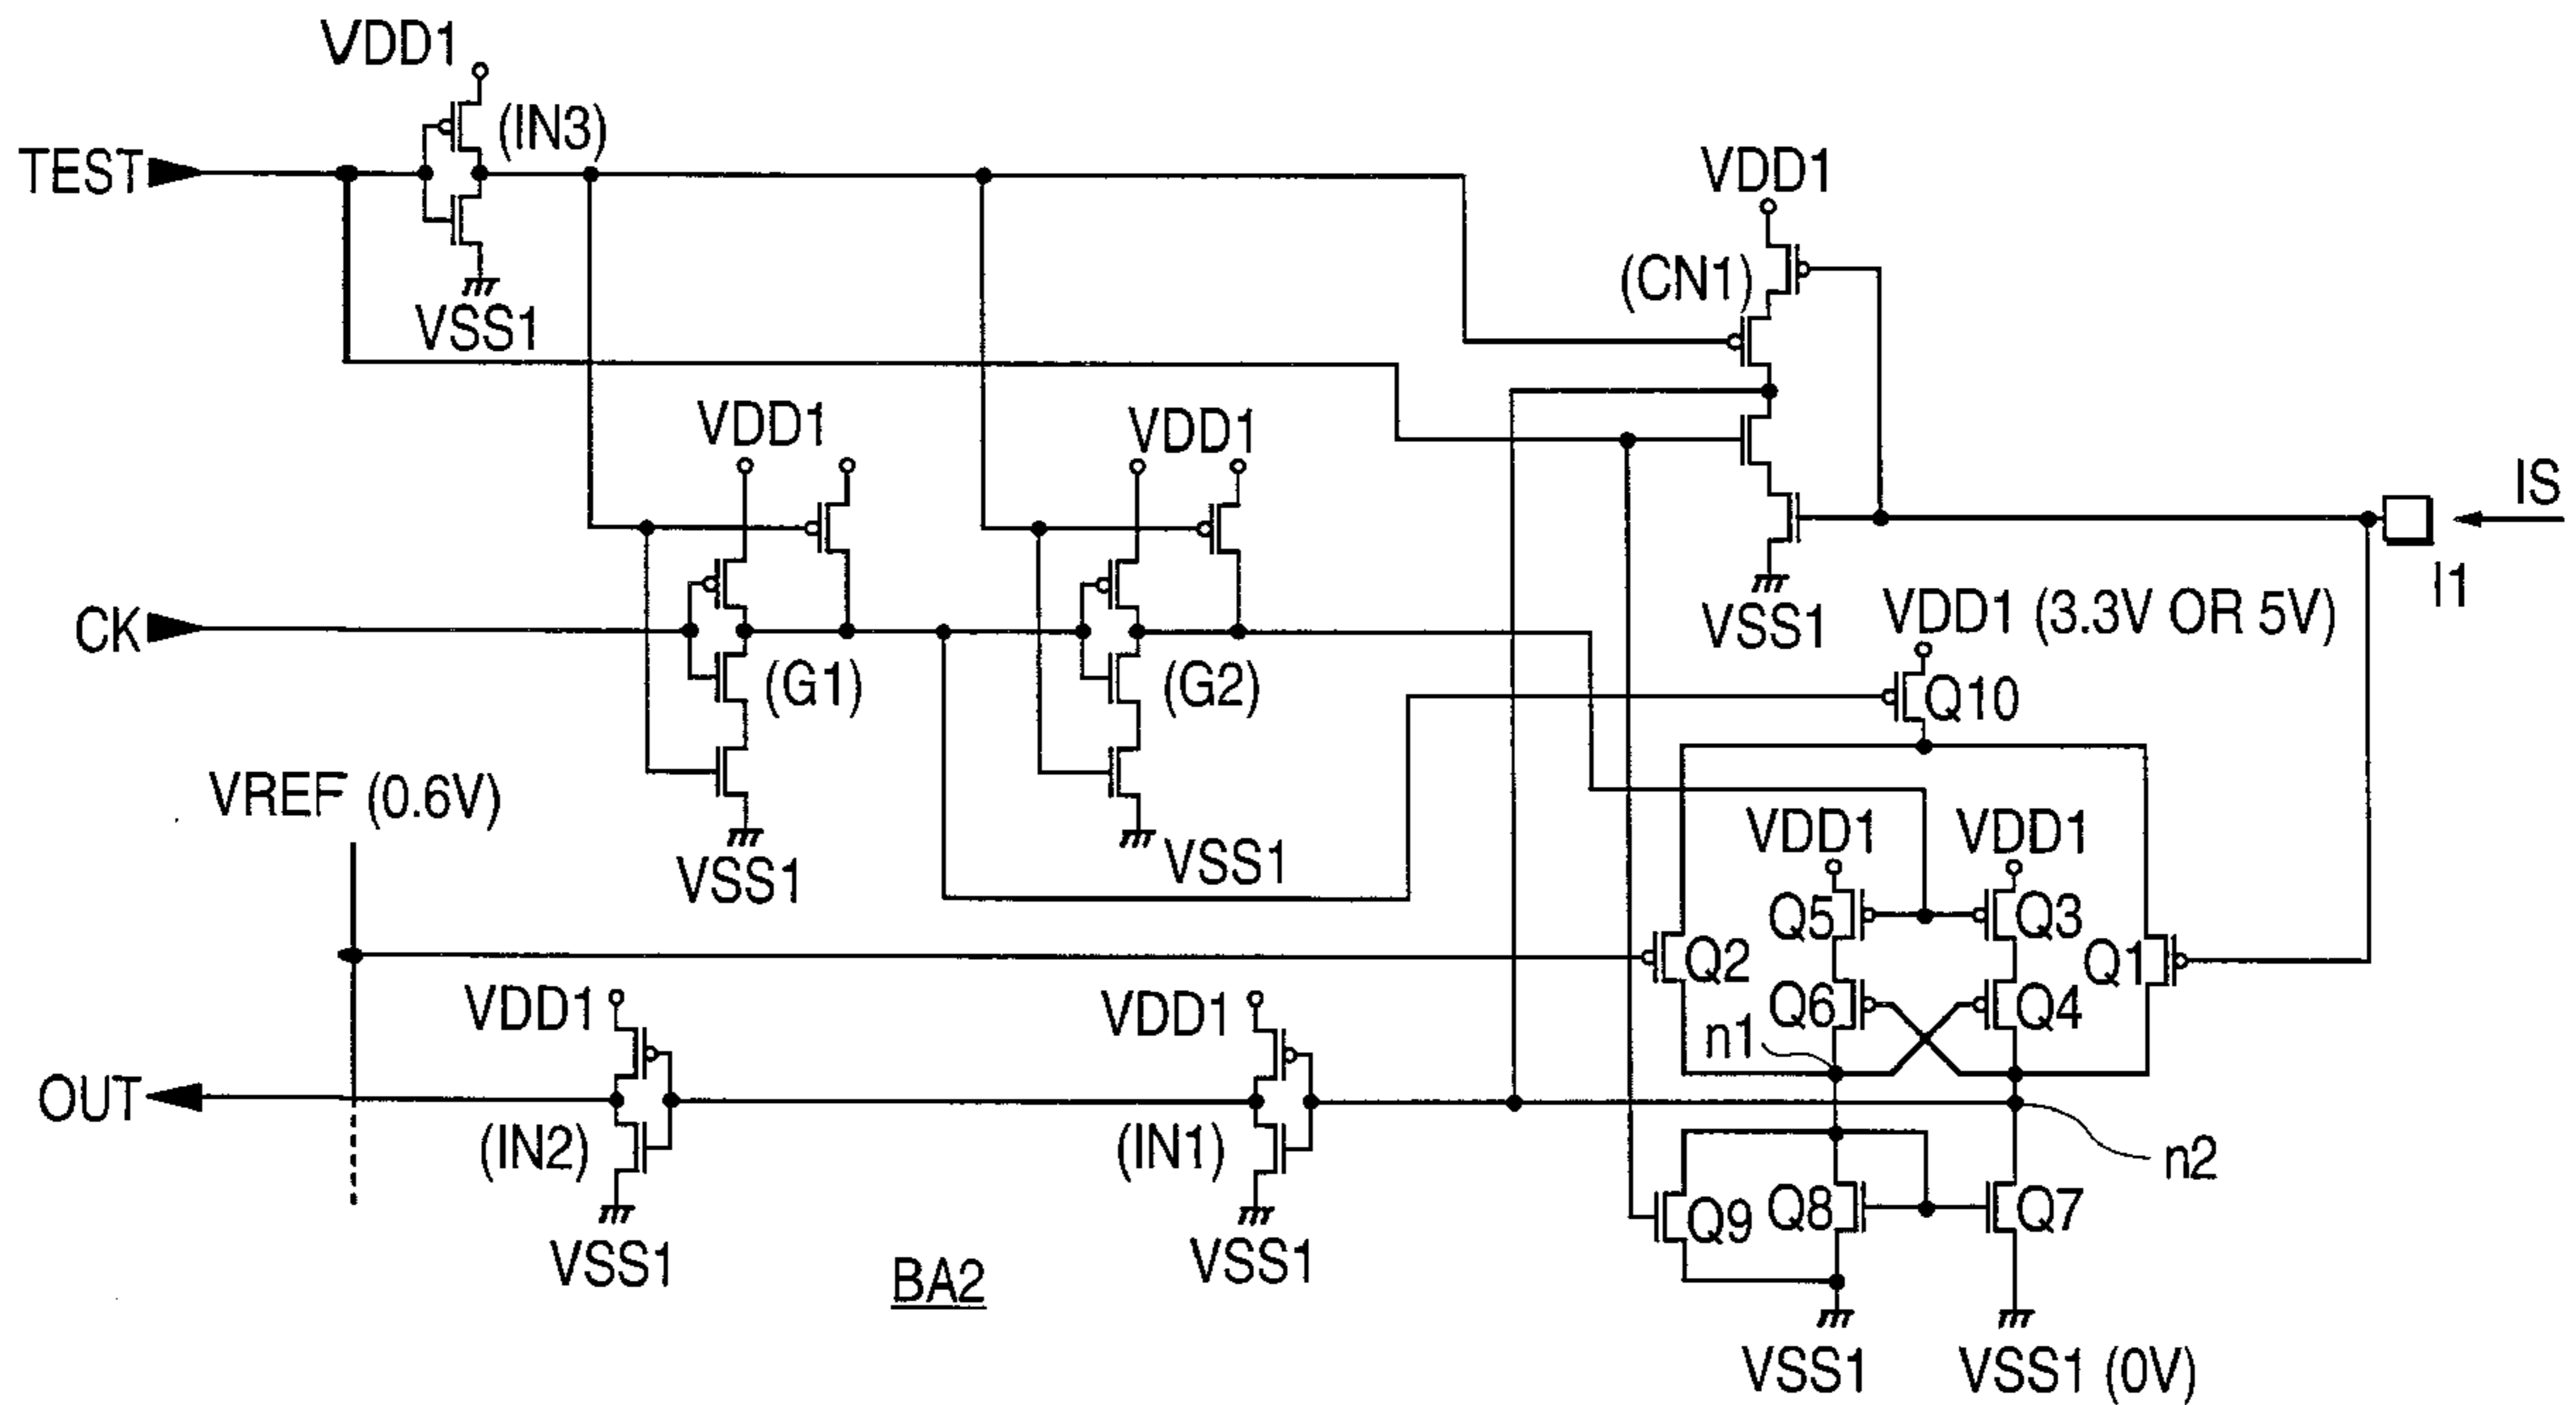 VDD1
(IN3)
TEST
VSS1
VDD1
(CN1)
IS
I1
VSS1
VDD1 (3.3V OR 5V)
Q10
VDD1
VDD1
CK
(G1)
(G2)
VREF (0.6V)
VSS1
VSS1
VDD1
VDD1
Q5
Q3
Q2
Q1
Q6
Q4
VDD1
VDD1
n1
OUT
(IN2)
(IN1)
n2
VSS1
VSS1
Q9
Q8
Q7
BA2
VSS1
VSS1 (0V)